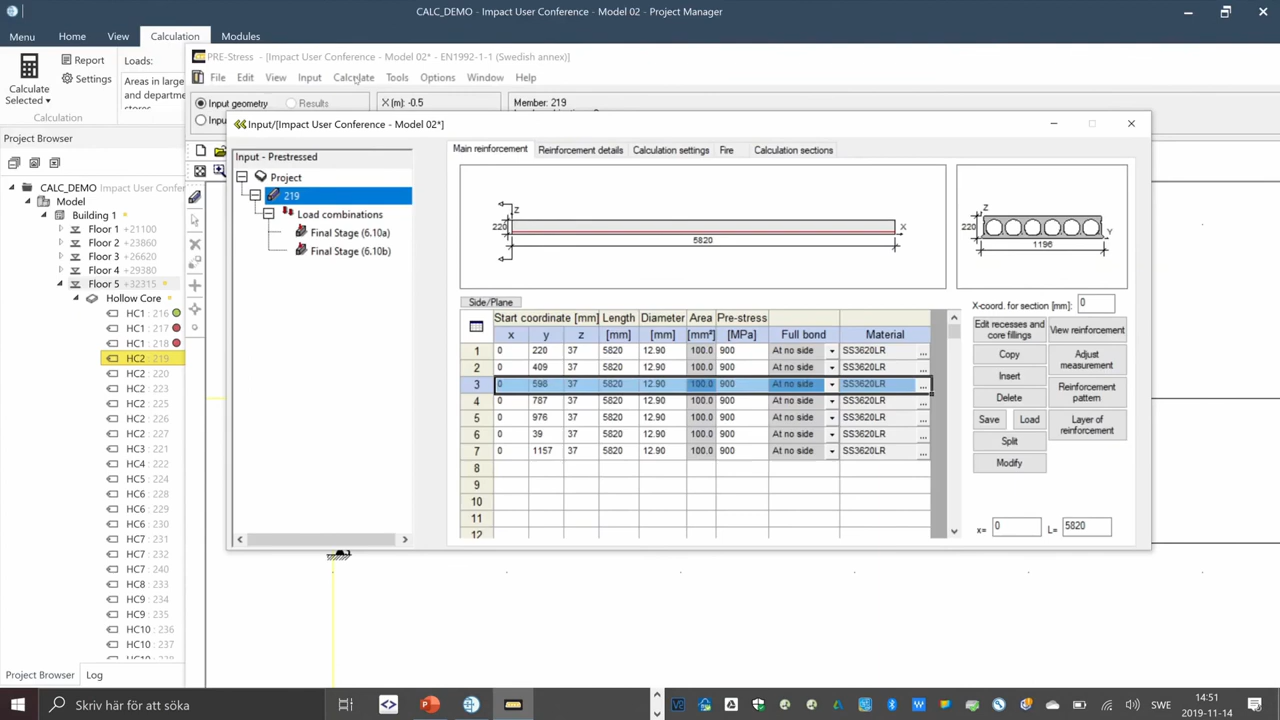 CALC_DEMO - Impact User Conference - Model 02 - Project Manager
Menu Home View Calculation Modules
PRE-Stress - [Impact User Conference - Model 02* - EN1992-1-1 (Swedish annex)]
Report Loads:
File Edit View Input Calculate Tools Options Window Help
Settings
Areas in large
and departme
stores.
Calculate
Selected
Calculation
Input geometry Results X [m]: -0.5 Member: 219
Input/[Impact User Conference - Model 02*]
Project Browser
Input - Prestressed
Main reinforcement Reinforcement details Calculation settings Fire Calculation sections
Project
219
Load combinations
Final Stage (6.10a)
Final Stage (6.10b)
CALC_DEMO Impact User Confer
Model
Building 1
Floor 1 +21100
Floor 2 +23860
Floor 3 +26620
Floor 4 +29380
Floor 5 +32315
Hollow Core
HC1 : 216
HC1 : 217
HC1 : 218
HC2 : 219
HC2 : 220
HC2 : 223
HC2 : 225
HC2 : 226
HC2 : 227
HC3 : 221
HC4 : 222
HC5 : 224
HC6 : 228
HC6 : 229
HC6 : 230
HC7 : 231
HC7 : 232
HC7 : 240
HC8 : 233
HC9 : 234
HC9 : 235
HC10 : 236
HC10 : 237
Z
220
X
5820
Z
220
Y
1196
Side/Plane
X-coord. for section [mm]: 0
Start coordinate [mm] Length Diameter Area Pre-stress
x y z [mm] [mm] [mm²] [MPa] Full bond Material
1 0 220 37 5820 12.90 100.0 900 At no side SS3620LR ...
2 0 409 37 5820 12.90 100.0 900 At no side SS3620LR ...
3 0 598 37 5820 12.90 100.0 900 At no side SS3620LR ...
4 0 787 37 5820 12.90 100.0 900 At no side SS3620LR ...
5 0 976 37 5820 12.90 100.0 900 At no side SS3620LR ...
6 0 39 37 5820 12.90 100.0 900 At no side SS3620LR ...
7 0 1157 37 5820 12.90 100.0 900 At no side SS3620LR ...
8
9
10
11
12
Edit recesses and
core fillings
View reinforcement
Copy
Adjust
measurement
Insert
Reinforcement
pattern
Delete
Save Load
Layer of
reinforcement
Split
Modify
x= 0 L= 5820
Project Browser Log
Skriv här för att söka
SWE
14:51
2019-11-14